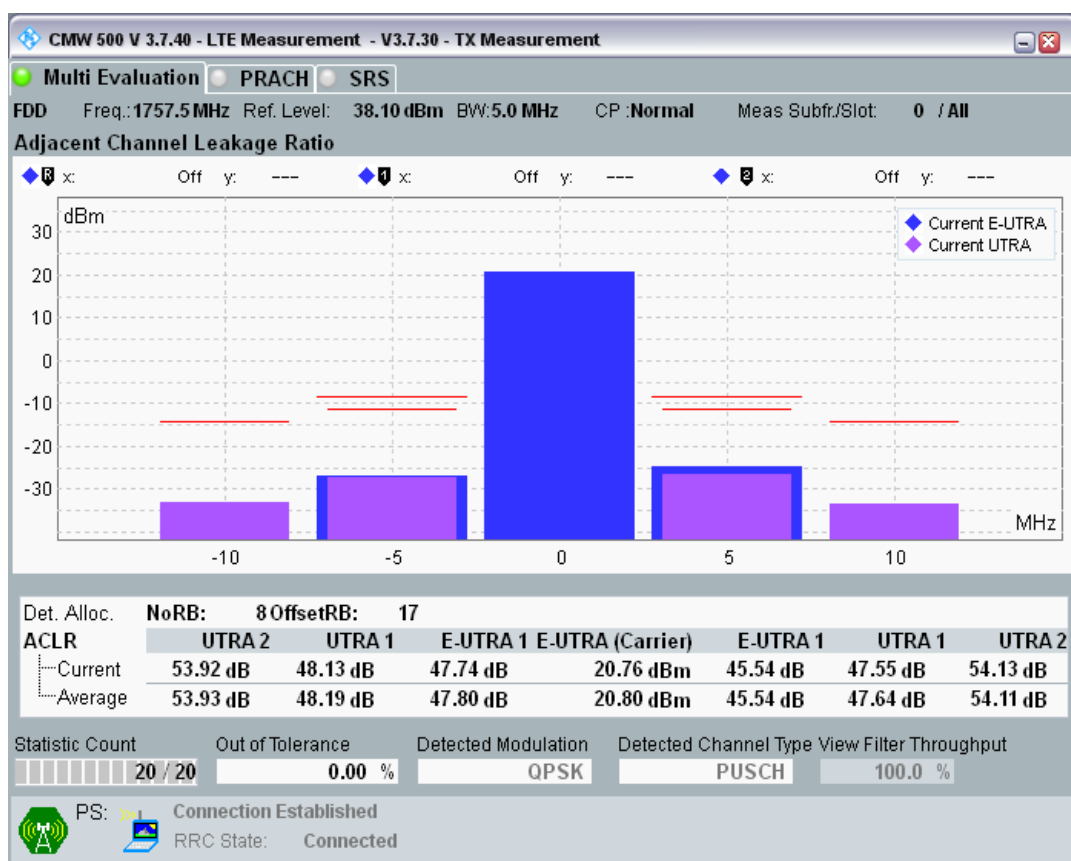 CMW 500 V 3.7.40 - LTE Measurement - V3.7.30 - TX Measurement
Multi Evaluation PRACH SRS
FDD Freq.: 1757.5 MHz Ref. Level: 38.10 dBm BW: 5.0 MHz CP : Normal Meas Subfr./Slot: 0 / All
Adjacent Channel Leakage Ratio
R x: Off y: --- 1 x: Off y: --- 2 x: Off y: ---
dBm
Current E-UTRA
Current UTRA
30
20
10
0
-10
-20
-30
MHz
-10 -5 0 5 10
Det. Alloc. NoRB: 8 OffsetRB: 17
ACLR UTRA 2 UTRA 1 E-UTRA 1 E-UTRA (Carrier) E-UTRA 1 UTRA 1 UTRA 2
Current 53.92 dB 48.13 dB 47.74 dB 20.76 dBm 45.54 dB 47.55 dB 54.13 dB
Average 53.93 dB 48.19 dB 47.80 dB 20.80 dBm 45.54 dB 47.64 dB 54.11 dB
Statistic Count Out of Tolerance Detected Modulation Detected Channel Type View Filter Throughput
20 / 20 0.00 % QPSK PUSCH 100.0 %
PS: Connection Established
RRC State: Connected